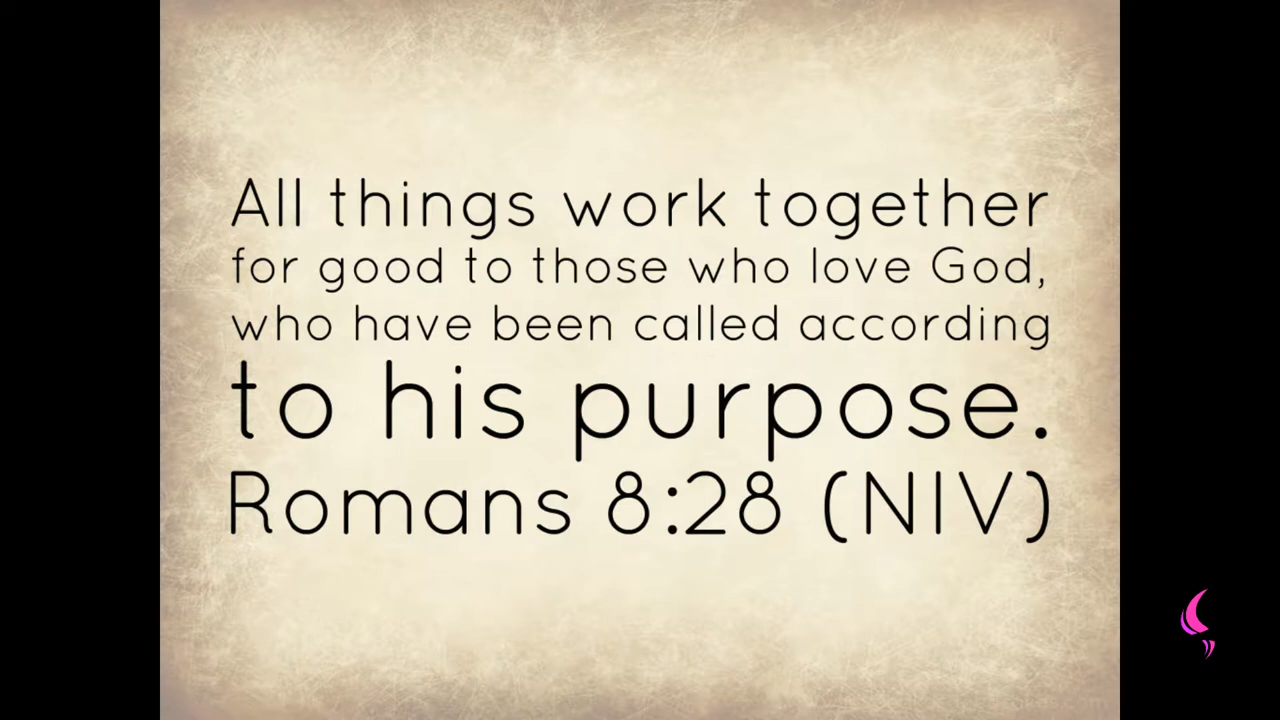 All things work together
for good to those who love God,
who have been called according
to his purpose.
Romans 8:28 (NIV)